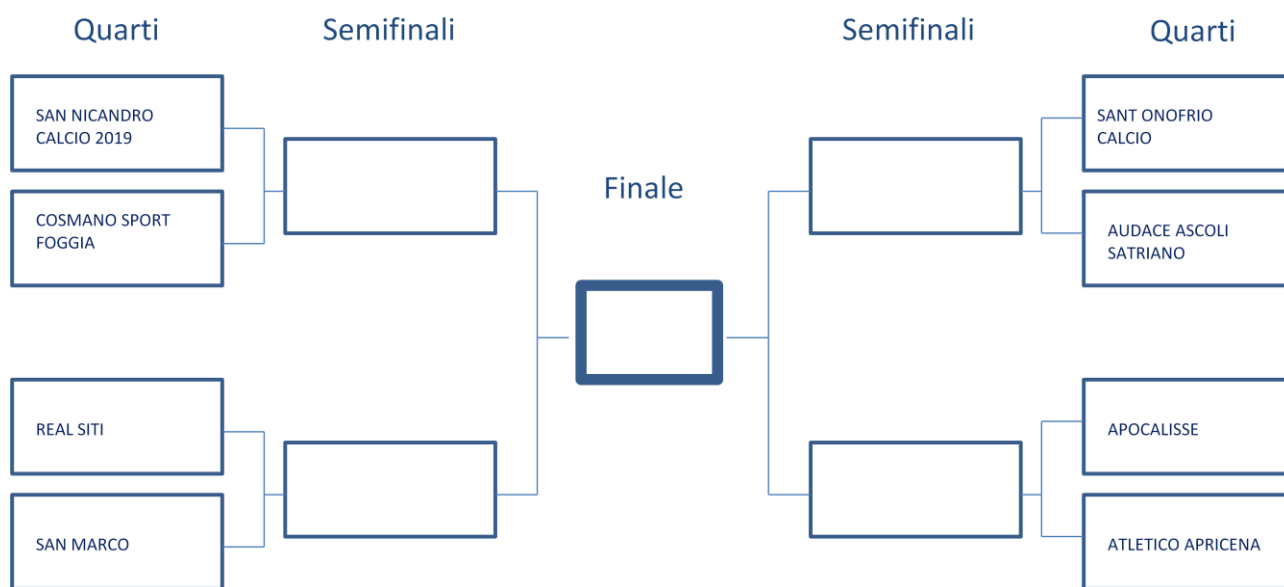 Quarti
Semifinali
Semifinali
Quarti
SAN NICANDRO
CALCIO 2019
COSMANO SPORT
FOGGIA
REAL SITI
SAN MARCO
Finale
SANT ONOFRIO
CALCIO
AUDACE ASCOLI
SATRIANO
APOCALISSE
ATLETICO APRICENA